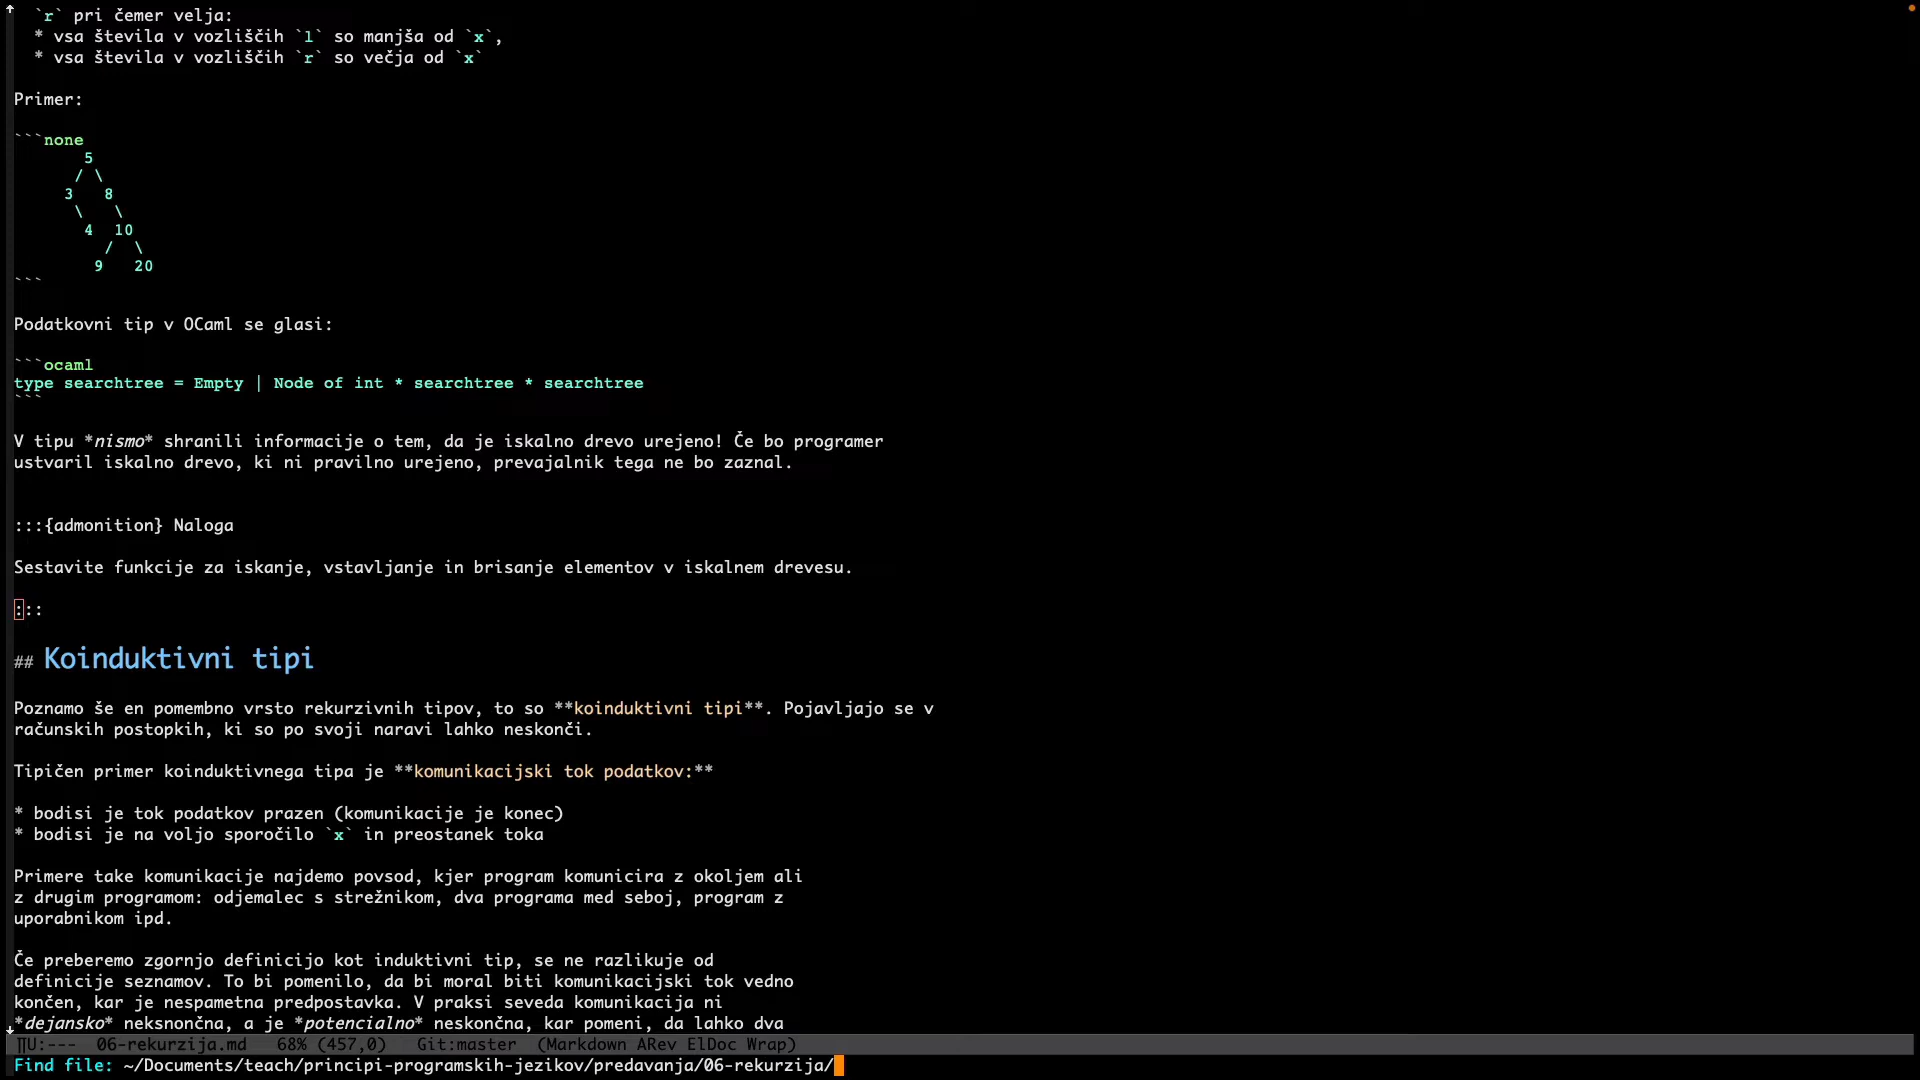 `r` pri čemer velja:
* vsa števila v vozliščih `l` so manjša od `x`,
* vsa števila v vozliščih `r` so večja od `x`
Primer:
```none
5
/ \
3   8
\   \
4  10
/  \
9   20
```
Podatkovni tip v OCaml se glasi:
```ocaml
type searchtree = Empty | Node of int * searchtree * searchtree
```
V tipu *nismo* shranili informacije o tem, da je iskalno drevo urejeno! Če bo programer
ustvaril iskalno drevo, ki ni pravilno urejeno, prevajalnik tega ne bo zaznal.
:::{admonition} Naloga
Sestavite funkcije za iskanje, vstavljanje in brisanje elementov v iskalnem drevesu.
:::
## Koinduktivni tipi
Poznamo še en pomembno vrsto rekurzivnih tipov, to so **koinduktivni tipi**. Pojavljajo se v
računskih postopkih, ki so po svoji naravi lahko neskonči.
Tipičen primer koinduktivnega tipa je **komunikacijski tok podatkov:**
* bodisi je tok podatkov prazen (komunikacije je konec)
* bodisi je na voljo sporočilo `x` in preostanek toka
Primere take komunikacije najdemo povsod, kjer program komunicira z okoljem ali
z drugim programom: odjemalec s strežnikom, dva programa med seboj, program z
uporabnikom ipd.
Če preberemo zgornjo definicijo kot induktivni tip, se ne razlikuje od
definicije seznamov. To bi pomenilo, da bi moral biti komunikacijski tok vedno
končen, kar je nespametna predpostavka. V praksi seveda komunikacija ni
*dejansko* neksnončna, a je *potencialno* neskončna, kar pomeni, da lahko dva
U:---  06-rekurzija.md   68% (457,0)   Git:master  (Markdown ARev ElDoc Wrap)
Find file: ~/Documents/teach/principi-programskih-jezikov/predavanja/06-rekurzija/